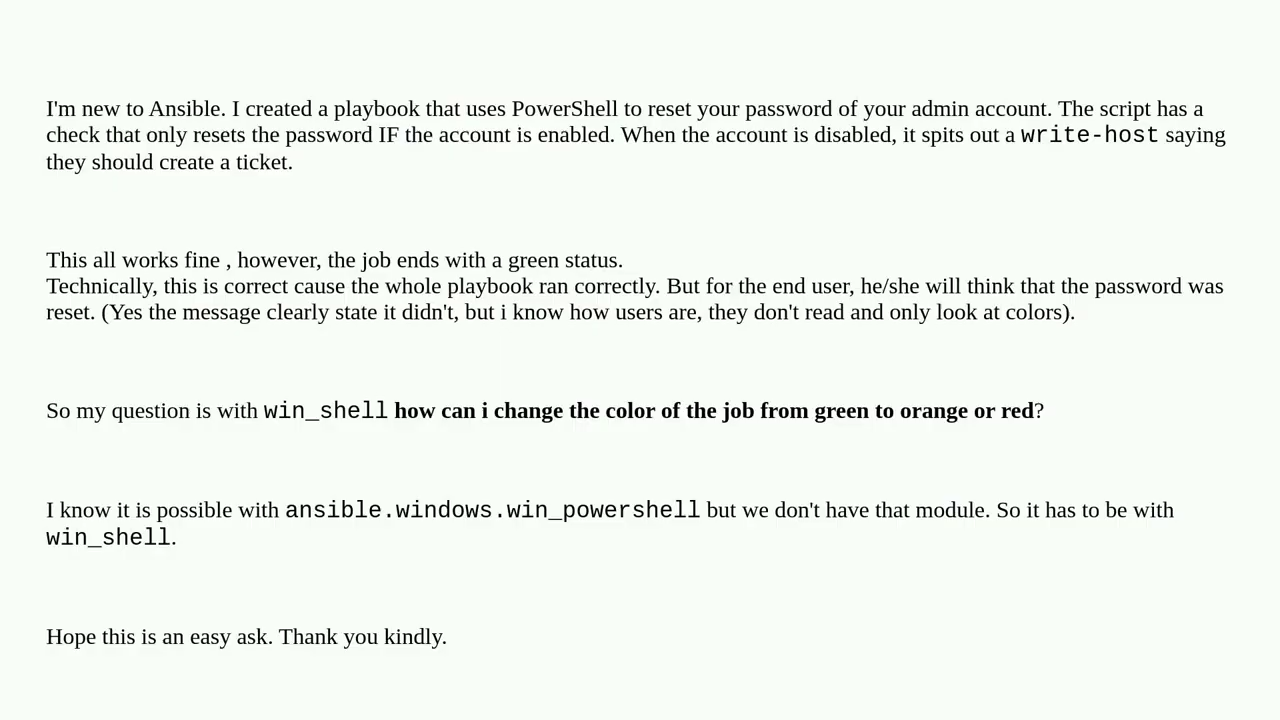 I'm new to Ansible. I created a playbook that uses PowerShell to reset your password of your admin account. The script has a
check that only resets the password IF the account is enabled. When the account is disabled, it spits out a write-host saying
they should create a ticket.
This all works fine , however, the job ends with a green status.
Technically, this is correct cause the whole playbook ran correctly. But for the end user, he/she will think that the password was
reset. (Yes the message clearly state it didn't, but i know how users are, they don't read and only look at colors).
So my question is with win_shell how can i change the color of the job from green to orange or red?
I know it is possible with ansible.windows.win_powershell but we don't have that module. So it has to be with
win_shell.
Hope this is an easy ask. Thank you kindly.